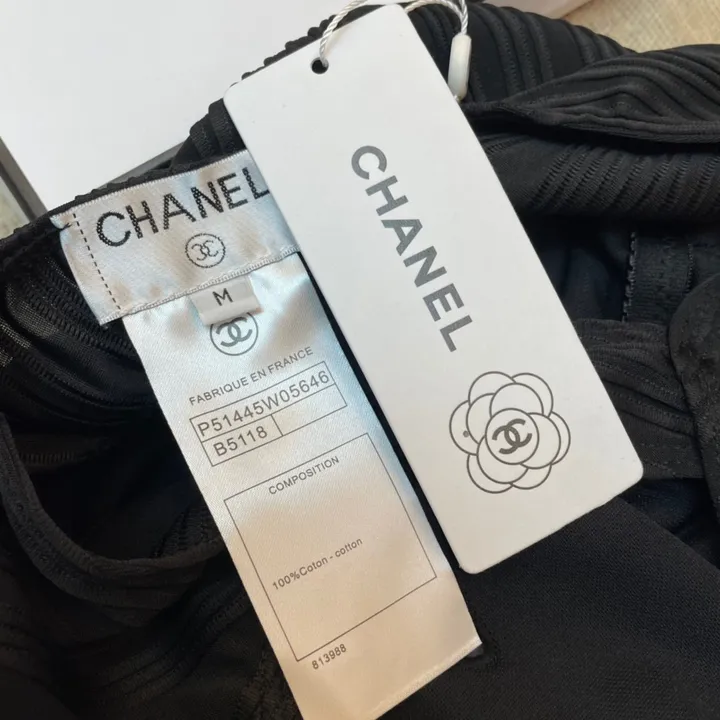 CHANEL
M
FABRIQUE EN FRANCE
P51445W05646
B5118
COMPOSITION
100%Coton - cotton
813988
CHANEL